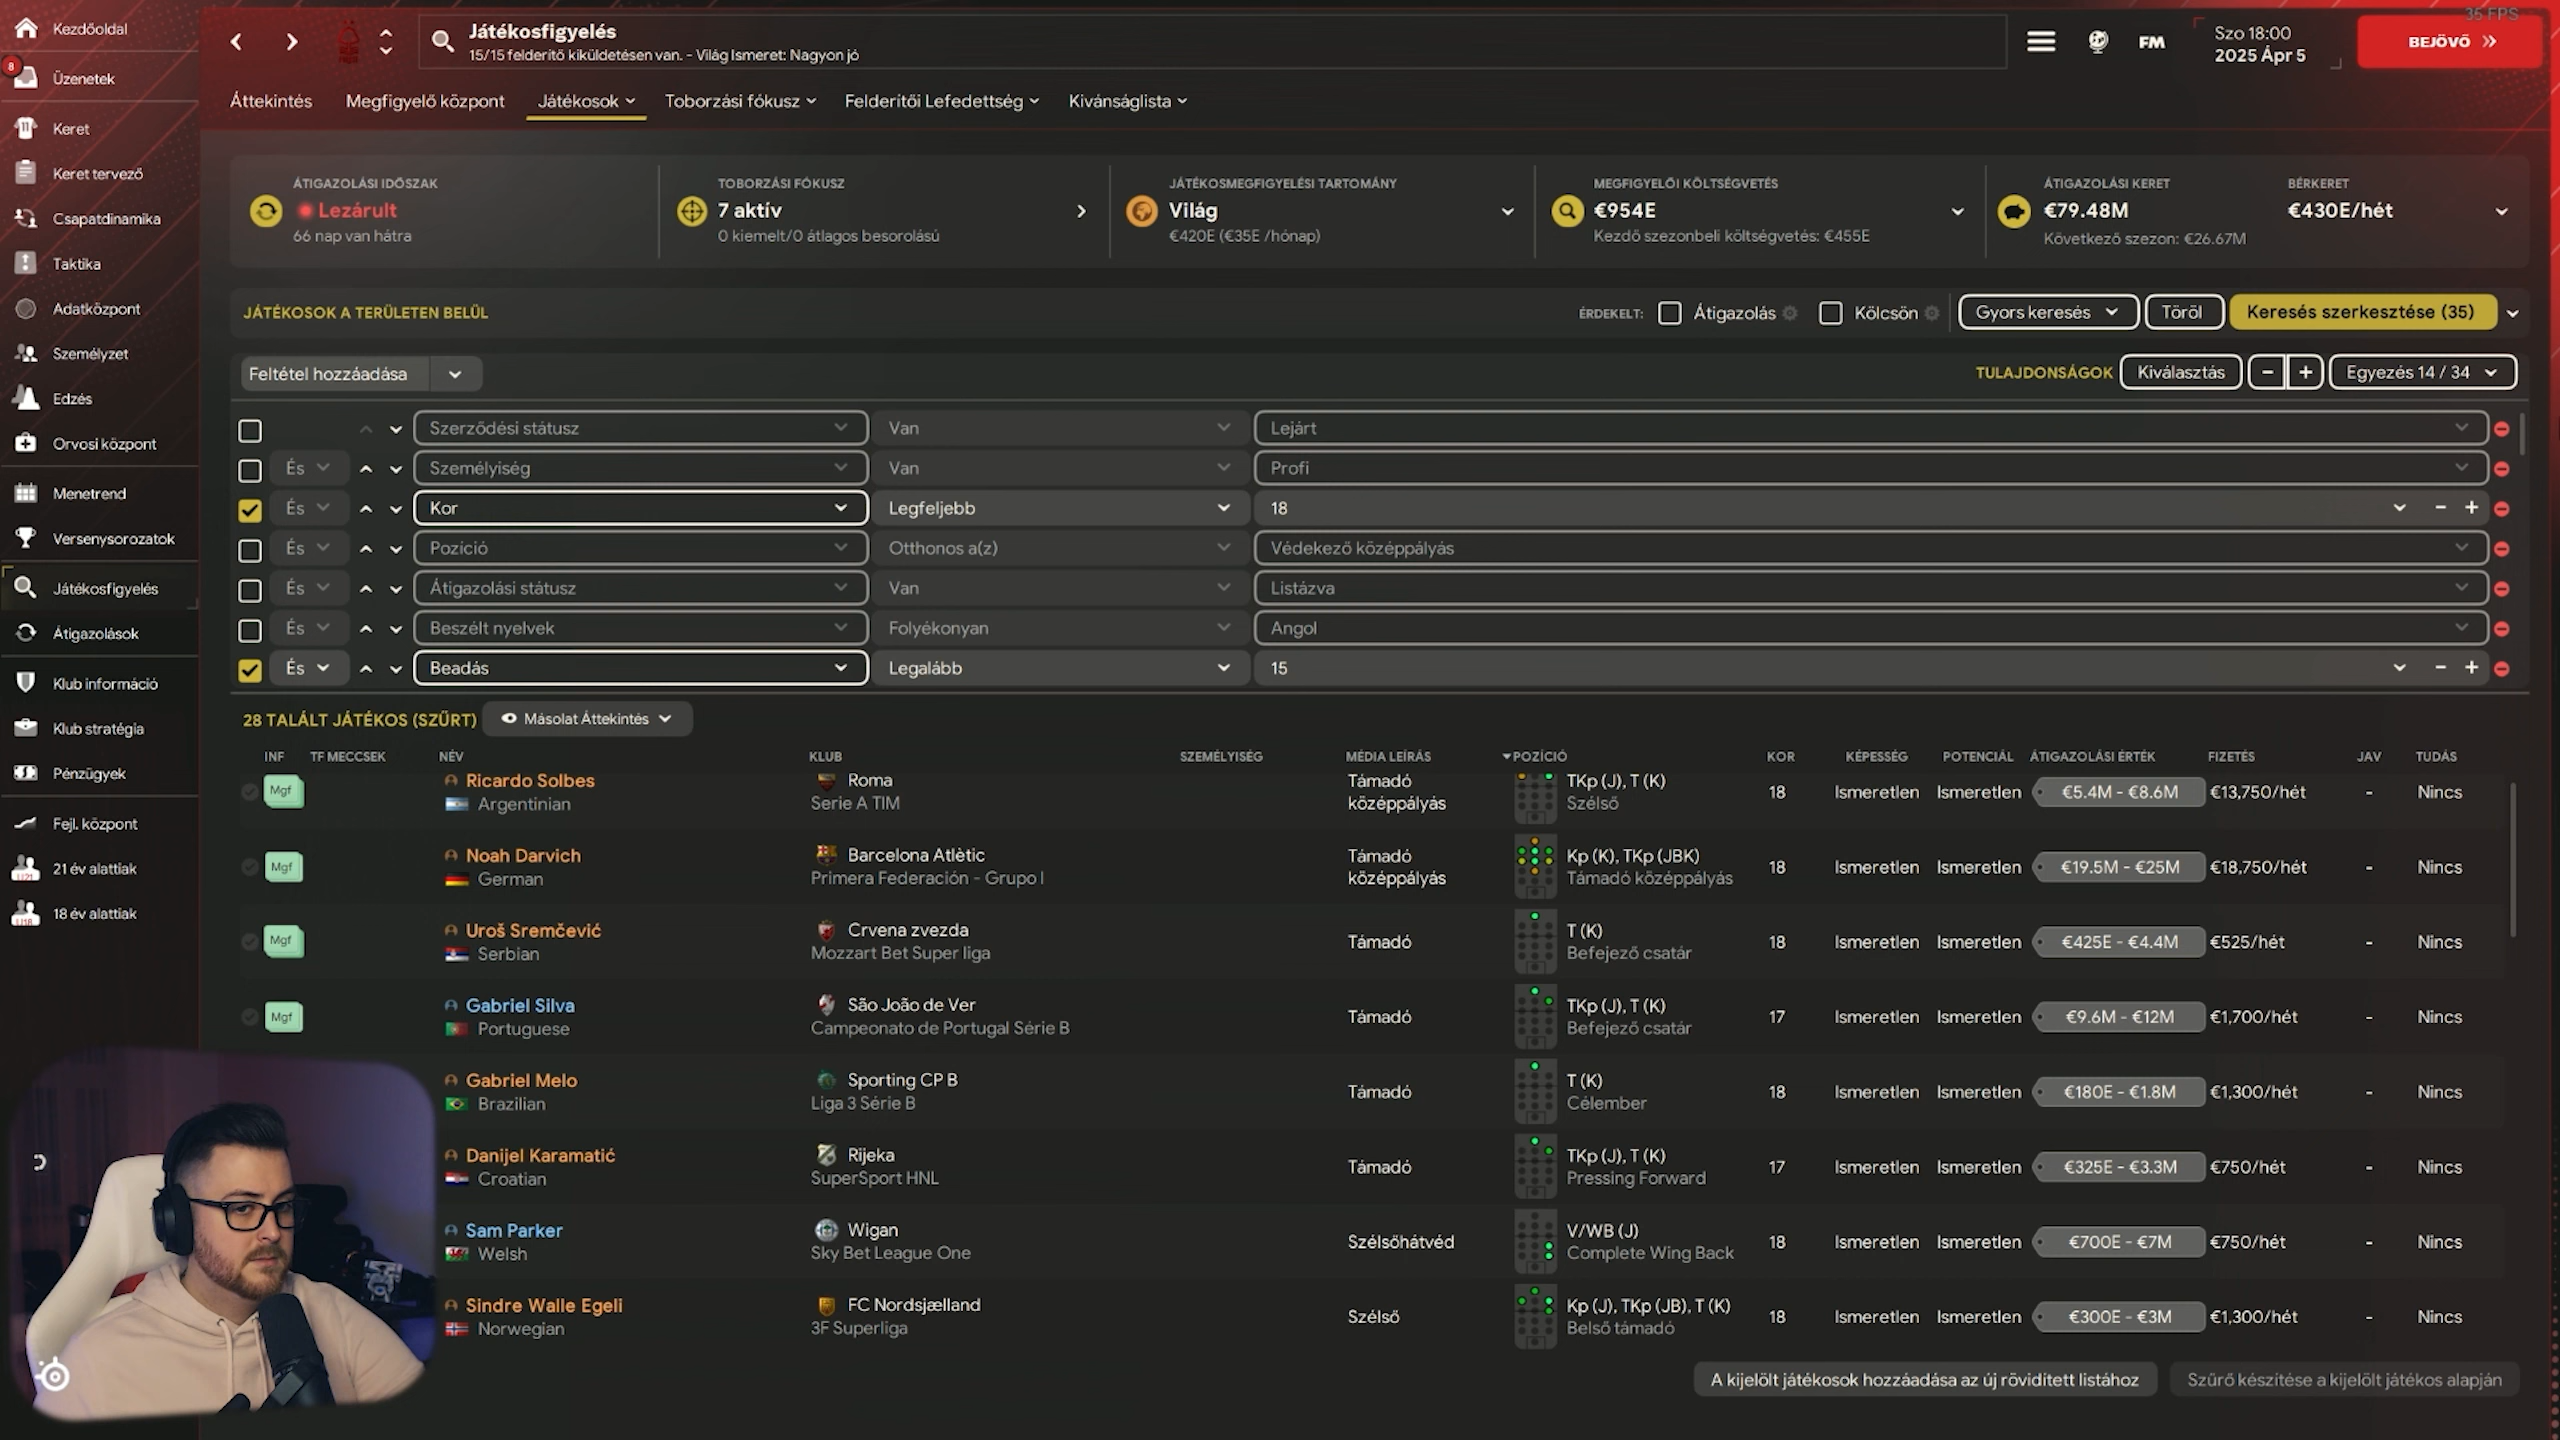 Kezdőoldal
8
Üzenetek
Keret
Keret tervező
Csapatdinamika
Taktika
Adatközpont
Személyzet
Edzés
Orvosi központ
Menetrend
Versenysorozatok
Játékosfigyelés
Átigazolások
Klub információ
Klub stratégia
Pénzügyek
Fejl. központ
21 év alattiak
18 év alattiak
Játékosfigyelés
15/15 felderítő kiküldetésen van. - Világ Ismeret: Nagyon jó
FM
Szo 18:00
2025 Ápr 5
35 FPS
BEJÖVŐ
Áttekintés Megfigyelő központ Játékosok Toborzási fókusz Felderítői Lefedettség Kívánságlista
ÁTIGAZOLÁSI IDŐSZAK
Lezárult
66 nap van hátra
TOBORZÁSI FÓKUSZ
7 aktív
0 kiemelt/0 átlagos besorolású
JÁTÉKOSMEGFIGYELÉSI TARTOMÁNY
Világ
€420E (€35E /hónap)
MEGFIGYELŐI KÖLTSÉGVETÉS
€954E
Kezdő szezonbeli költségvetés: €455E
ÁTIGAZOLÁSI KERET
€79.48M
Következő szezon: €26.67M
BÉRKERET
€430E/hét
JÁTÉKOSOK A TERÜLETEN BELÜL
ÉRDEKELT: Átigazolás Kölcsön Gyors keresés Töröl Keresés szerkesztése (35)
Feltétel hozzáadása
TULAJDONSÁGOK Kiválasztás - + Egyezés 14 / 34
Szerződési státusz Van Lejárt
És Személyiség Van Profi
És Kor Legfeljebb 18 - +
És Pozíció Otthonos a(z) Védekező középpályás
És Átigazolási státusz Van Listázva
És Beszélt nyelvek Folyékonyan Angol
És Beadás Legalább 15 - +
28 TALÁLT JÁTÉKOS (SZŰRT) Másolat Áttekintés
INF TF MECCSEK NÉV KLUB SZEMÉLYISÉG MÉDIA LEÍRÁS POZÍCIÓ KOR KÉPESSÉG POTENCIÁL ÁTIGAZOLÁSI ÉRTÉK FIZETÉS JAV TUDÁS
Mgf Ricardo Solbes Roma Támadó TKp (J), T (K) 18 Ismeretlen Ismeretlen €5.4M - €8.6M €13,750/hét - Nincs
Argentinian Serie A TIM középpályás Szélső
Mgf Noah Darvich Barcelona Atlètic Támadó Kp (K), TKp (JBK) 18 Ismeretlen Ismeretlen €19.5M - €25M €18,750/hét - Nincs
German Primera Federación - Grupo I középpályás Támadó középpályás
Mgf Uroš Sremčević Crvena zvezda Támadó T (K) 18 Ismeretlen Ismeretlen €425E - €4.4M €525/hét - Nincs
Serbian Mozzart Bet Super liga Befejező csatár
Mgf Gabriel Silva São João de Ver Támadó TKp (J), T (K) 17 Ismeretlen Ismeretlen €9.6M - €12M €1,700/hét - Nincs
Portuguese Campeonato de Portugal Série B Befejező csatár
Gabriel Melo Sporting CP B Támadó T (K) 18 Ismeretlen Ismeretlen €180E - €1.8M €1,300/hét - Nincs
Brazilian Liga 3 Série B Célember
Danijel Karamatić Rijeka Támadó TKp (J), T (K) 17 Ismeretlen Ismeretlen €325E - €3.3M €750/hét - Nincs
Croatian SuperSport HNL Pressing Forward
Sam Parker Wigan Szélsőhátvéd V/WB (J) 18 Ismeretlen Ismeretlen €700E - €7M €750/hét - Nincs
Welsh Sky Bet League One Complete Wing Back
Sindre Walle Egeli FC Nordsjælland Szélső Kp (J), TKp (JB), T (K) 18 Ismeretlen Ismeretlen €300E - €3M €1,300/hét - Nincs
Norwegian 3F Superliga Belső támadó
A kijelölt játékosok hozzáadása az új rövidített listához Szűrő készítése a kijelölt játékos alapján